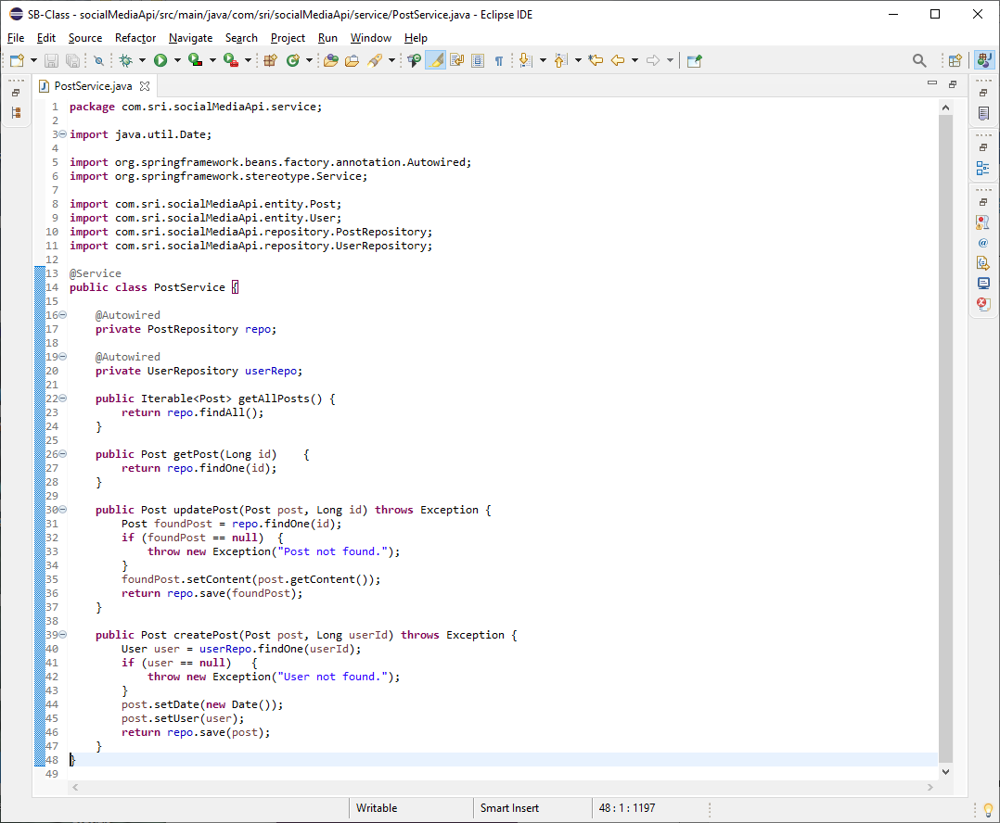 SB-Class - socialMediaApi/src/main/java/com/sri/socialMediaApi/service/PostService.java - Eclipse IDE
File Edit Source Refactor Navigate Search Project Run Window Help
PostService.java
1 package com.sri.socialMediaApi.service;
2
3 import java.util.Date;
4
5 import org.springframework.beans.factory.annotation.Autowired;
6 import org.springframework.stereotype.Service;
7
8 import com.sri.socialMediaApi.entity.Post;
9 import com.sri.socialMediaApi.entity.User;
10 import com.sri.socialMediaApi.repository.PostRepository;
11 import com.sri.socialMediaApi.repository.UserRepository;
12
13 @Service
14 public class PostService {
15
16     @Autowired
17     private PostRepository repo;
18
19     @Autowired
20     private UserRepository userRepo;
21
22     public Iterable<Post> getAllPosts() {
23         return repo.findAll();
24     }
25
26     public Post getPost(Long id)    {
27         return repo.findOne(id);
28     }
29
30     public Post updatePost(Post post, Long id) throws Exception {
31         Post foundPost = repo.findOne(id);
32         if (foundPost == null)  {
33             throw new Exception("Post not found.");
34         }
35         foundPost.setContent(post.getContent());
36         return repo.save(foundPost);
37     }
38
39     public Post createPost(Post post, Long userId) throws Exception {
40         User user = userRepo.findOne(userId);
41         if (user == null)   {
42             throw new Exception("User not found.");
43         }
44         post.setDate(new Date());
45         post.setUser(user);
46         return repo.save(post);
47     }
48 }
49
Writable Smart Insert 48 : 1 : 1197